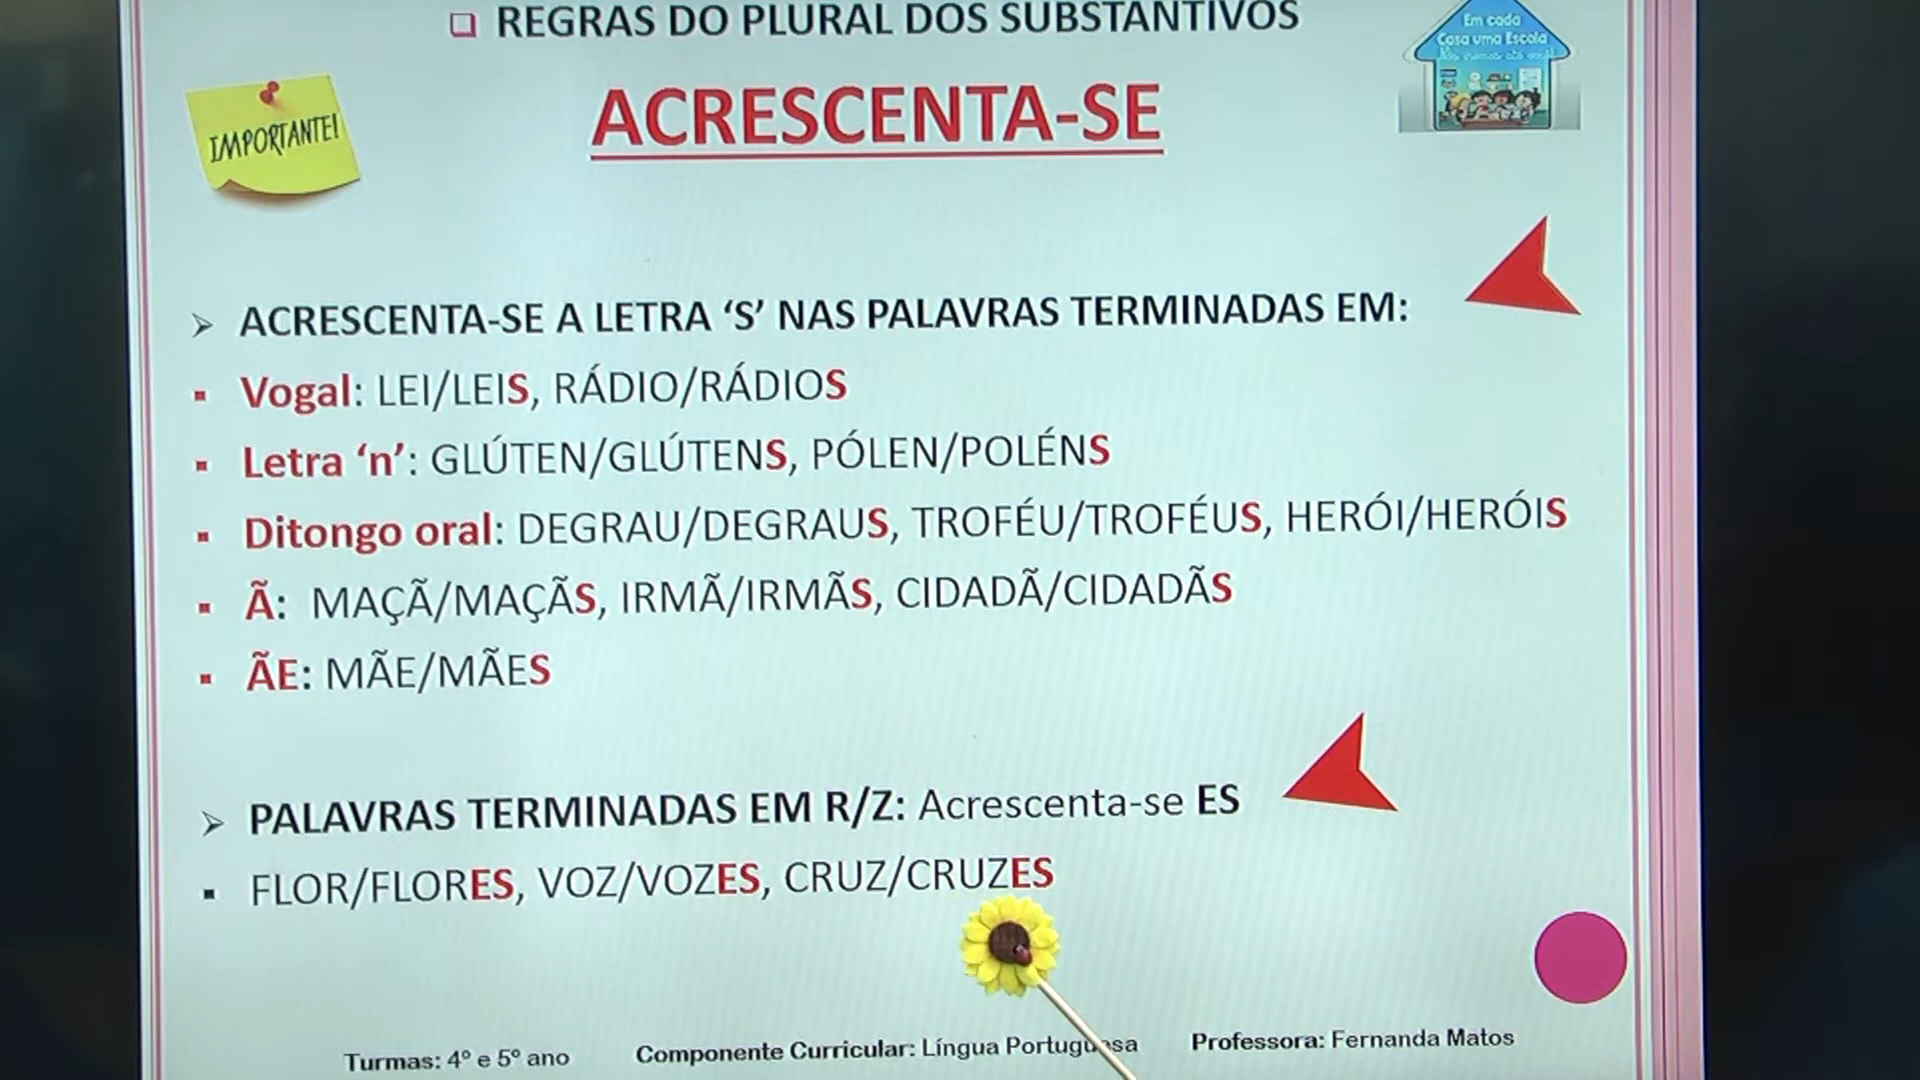 REGRAS DO PLURAL DOS SUBSTANTIVOS
Em cada
Casa uma Escola
IMPORTANTE!
ACRESCENTA-SE
ACRESCENTA-SE A LETRA ‘S’ NAS PALAVRAS TERMINADAS EM:
Vogal: LEI/LEIS, RÁDIO/RÁDIOS
Letra ‘n’: GLÚTEN/GLÚTENS, PÓLEN/POLÉNS
Ditongo oral: DEGRAU/DEGRAUS, TROFÉU/TROFÉUS, HERÓI/HERÓIS
Ã: MAÇÃ/MAÇÃS, IRMÃ/IRMÃS, CIDADÃ/CIDADÃS
ÃE: MÃE/MÃES
PALAVRAS TERMINADAS EM R/Z: Acrescenta-se ES
FLOR/FLORES, VOZ/VOZES, CRUZ/CRUZES
Turmas: 4º e 5º ano Componente Curricular: Língua Portuguesa Professora: Fernanda Matos